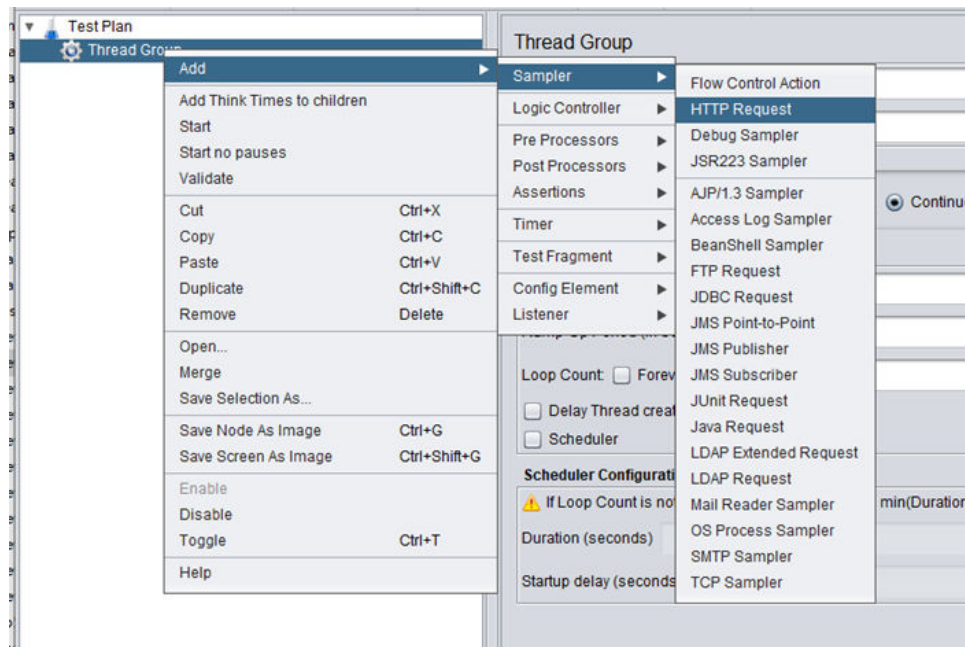 Test Plan
Thread Group
Add
Add Think Times to children
Start
Start no pauses
Validate
Cut Ctrl+X
Copy Ctrl+C
Paste Ctrl+V
Duplicate Ctrl+Shift+C
Remove Delete
Open...
Merge
Save Selection As...
Save Node As Image Ctrl+G
Save Screen As Image Ctrl+Shift+G
Enable
Disable
Toggle Ctrl+T
Help
Thread Group
Sampler
Logic Controller
Pre Processors
Post Processors
Assertions
Timer
Test Fragment
Config Element
Listener
Flow Control Action
HTTP Request
Debug Sampler
JSR223 Sampler
AJP/1.3 Sampler
Access Log Sampler
BeanShell Sampler
FTP Request
JDBC Request
JMS Point-to-Point
JMS Publisher
JMS Subscriber
JUnit Request
Java Request
LDAP Extended Request
LDAP Request
Mail Reader Sampler
OS Process Sampler
SMTP Sampler
TCP Sampler
Continu
Loop Count: Forev
Delay Thread creat
Scheduler
Scheduler Configurati
If Loop Count is no min(Duration
Duration (seconds)
Startup delay (seconds